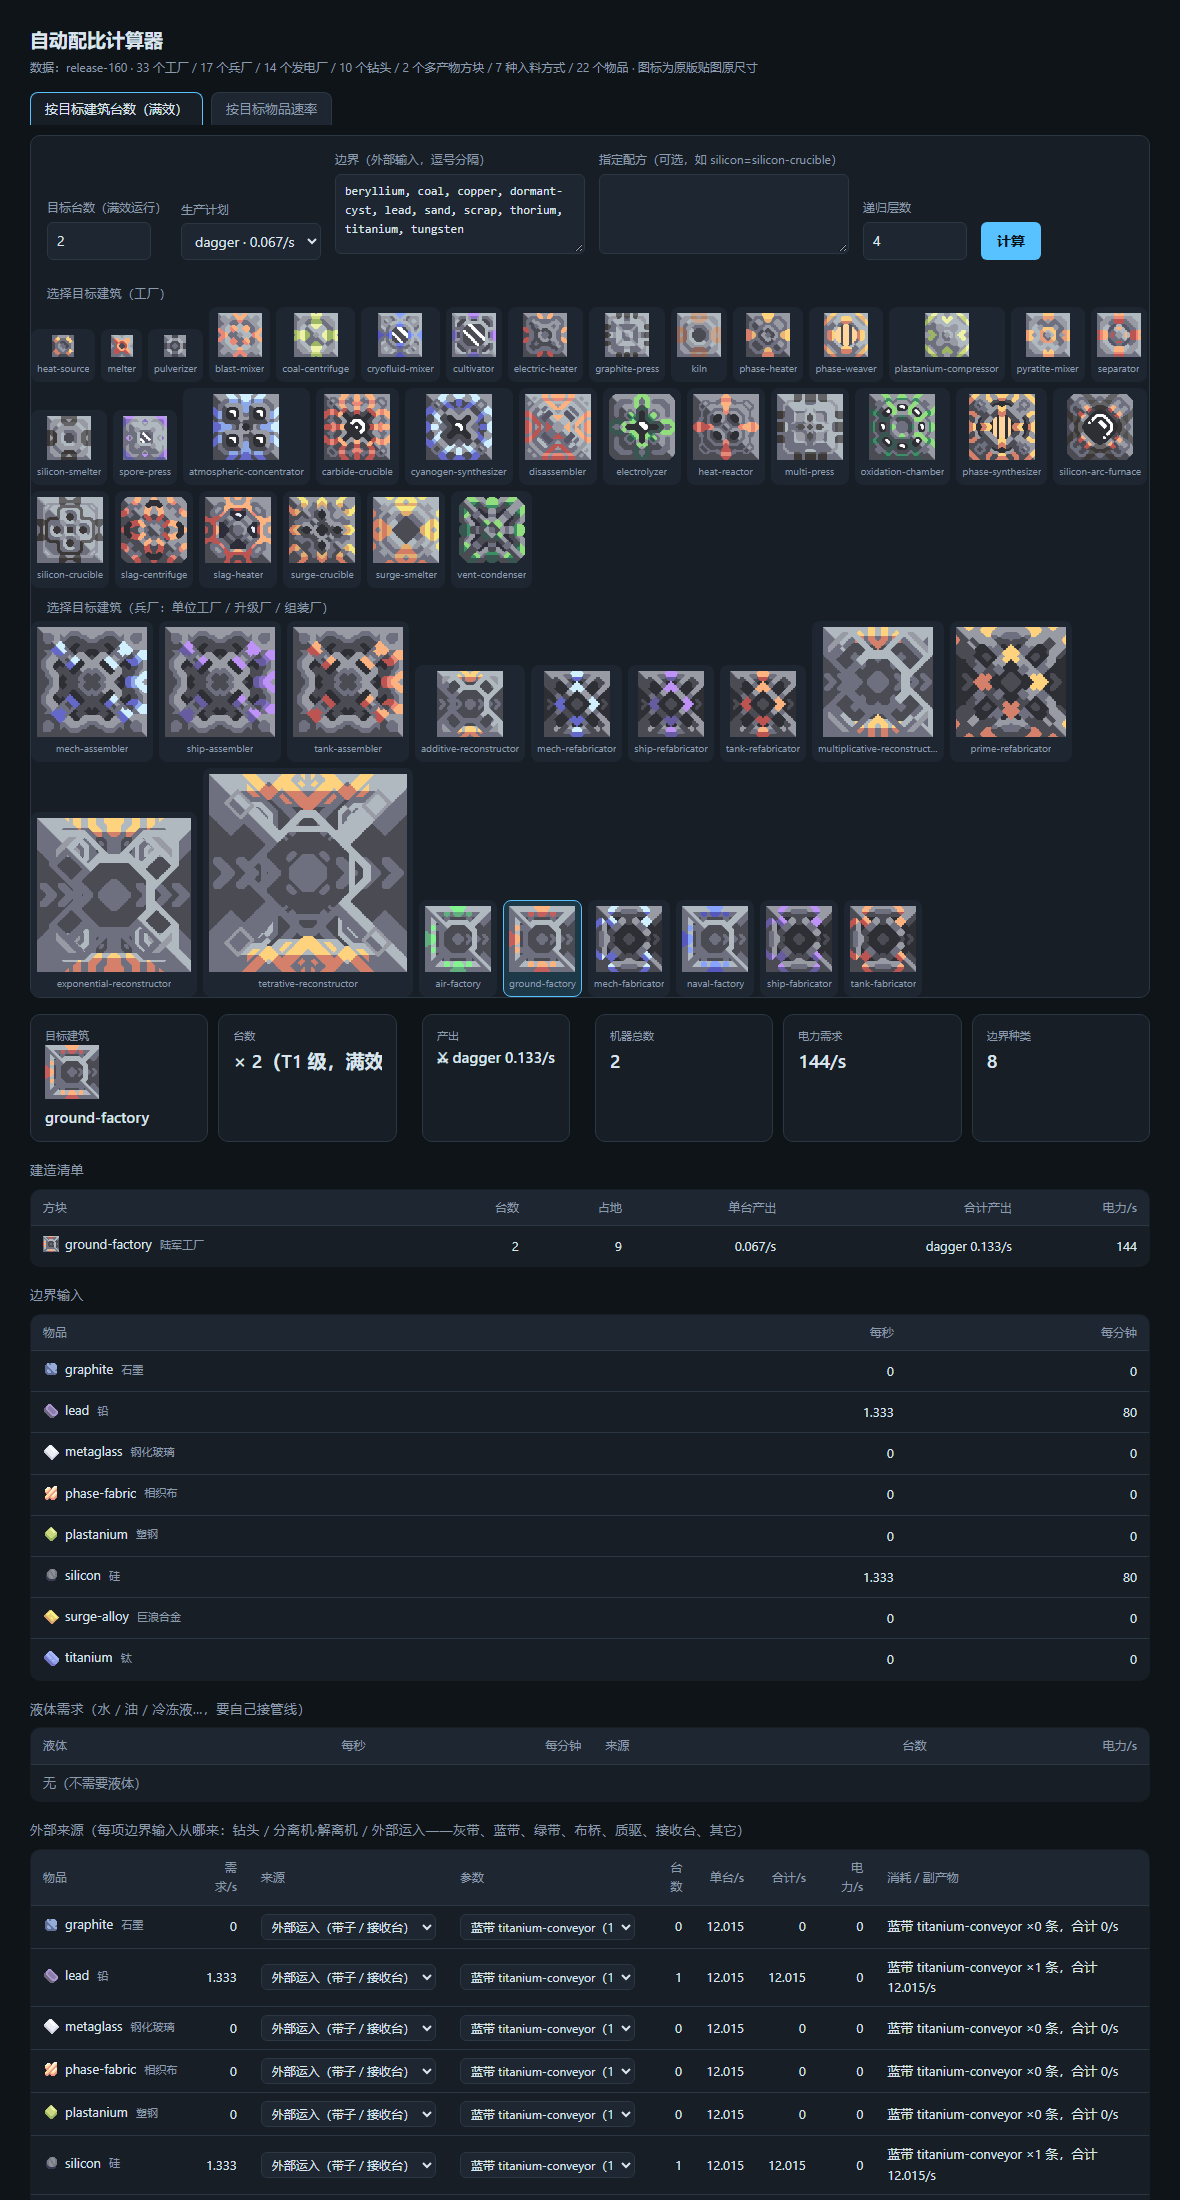 自动配比计算器
数据：release-160 · 33 个工厂 / 17 个兵厂 / 14 个发电厂 / 10 个钻头 / 2 个多产物方块 / 7 种入料方式 / 22 个物品 · 图标为原版贴图原尺寸
按目标建筑台数（满效） 按目标物品速率
目标台数（满效运行） 生产计划 边界（外部输入，逗号分隔） 指定配方（可选，如 silicon=silicon-crucible） 递归层数
2 dagger · 0.067/s beryllium, coal, copper, dormant-
cyst, lead, sand, scrap, thorium,
titanium, tungsten
4 计算
选择目标建筑（工厂）
heat-source melter pulverizer blast-mixer coal-centrifuge cryofluid-mixer cultivator electric-heater graphite-press kiln phase-heater phase-weaver plastanium-compressor pyratite-mixer separator
silicon-smelter spore-press atmospheric-concentrator carbide-crucible cyanogen-synthesizer disassembler electrolyzer heat-reactor multi-press oxidation-chamber phase-synthesizer silicon-arc-furnace
silicon-crucible slag-centrifuge slag-heater surge-crucible surge-smelter vent-condenser
选择目标建筑（兵厂：单位工厂 / 升级厂 / 组装厂）
mech-assembler ship-assembler tank-assembler additive-reconstructor mech-refabricator ship-refabricator tank-refabricator multiplicative-reconstruct... prime-refabricator
exponential-reconstructor tetrative-reconstructor air-factory ground-factory mech-fabricator naval-factory ship-fabricator tank-fabricator
目标建筑 台数 产出 机器总数 电力需求 边界种类
ground-factory × 2（T1 级，满效 dagger 0.133/s 2 144/s 8
建造清单
方块 台数 占地 单台产出 合计产出 电力/s
ground-factory 陆军工厂 2 9 0.067/s dagger 0.133/s 144
边界输入
物品 每秒 每分钟
graphite 石墨 0 0
lead 铅 1.333 80
metaglass 钢化玻璃 0 0
phase-fabric 相织布 0 0
plastanium 塑钢 0 0
silicon 硅 1.333 80
surge-alloy 巨浪合金 0 0
titanium 钛 0 0
液体需求（水 / 油 / 冷冻液…，要自己接管线）
液体 每秒 每分钟 来源 台数 电力/s
无（不需要液体）
外部来源（每项边界输入从哪来：钻头 / 分离机·解离机 / 外部运入——灰带、蓝带、绿带、布桥、质驱、接收台、其它）
物品 需求/s 来源 参数 台数 单台/s 合计/s 电力/s 消耗 / 副产物
graphite 石墨 0 外部运入（带子 / 接收台） 蓝带 titanium-conveyor（1 0 12.015 0 0 蓝带 titanium-conveyor ×0 条，合计 0/s
lead 铅 1.333 外部运入（带子 / 接收台） 蓝带 titanium-conveyor（1 1 12.015 12.015 0 蓝带 titanium-conveyor ×1 条，合计
12.015/s
metaglass 钢化玻璃 0 外部运入（带子 / 接收台） 蓝带 titanium-conveyor（1 0 12.015 0 0 蓝带 titanium-conveyor ×0 条，合计 0/s
phase-fabric 相织布 0 外部运入（带子 / 接收台） 蓝带 titanium-conveyor（1 0 12.015 0 0 蓝带 titanium-conveyor ×0 条，合计 0/s
plastanium 塑钢 0 外部运入（带子 / 接收台） 蓝带 titanium-conveyor（1 0 12.015 0 0 蓝带 titanium-conveyor ×0 条，合计 0/s
silicon 硅 1.333 外部运入（带子 / 接收台） 蓝带 titanium-conveyor（1 1 12.015 12.015 0 蓝带 titanium-conveyor ×1 条，合计
12.015/s